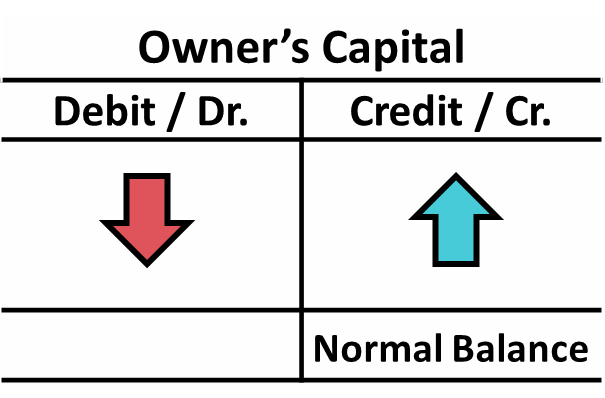 Owner’s Capital
Debit / Dr.
Credit / Cr.
Normal Balance